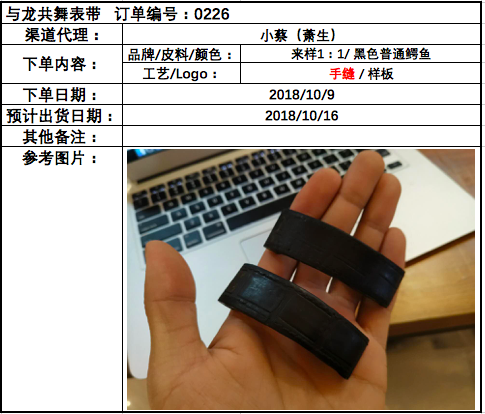 与龙共舞表带 订单编号：0226
渠道代理： 小蔡（萧生）
下单内容： 品牌/皮料/颜色： 来样1：1/ 黑色普通鳄鱼
工艺/Logo： 手缝 / 样板
下单日期： 2018/10/9
预计出货日期： 2018/10/16
其他备注：
参考图片：